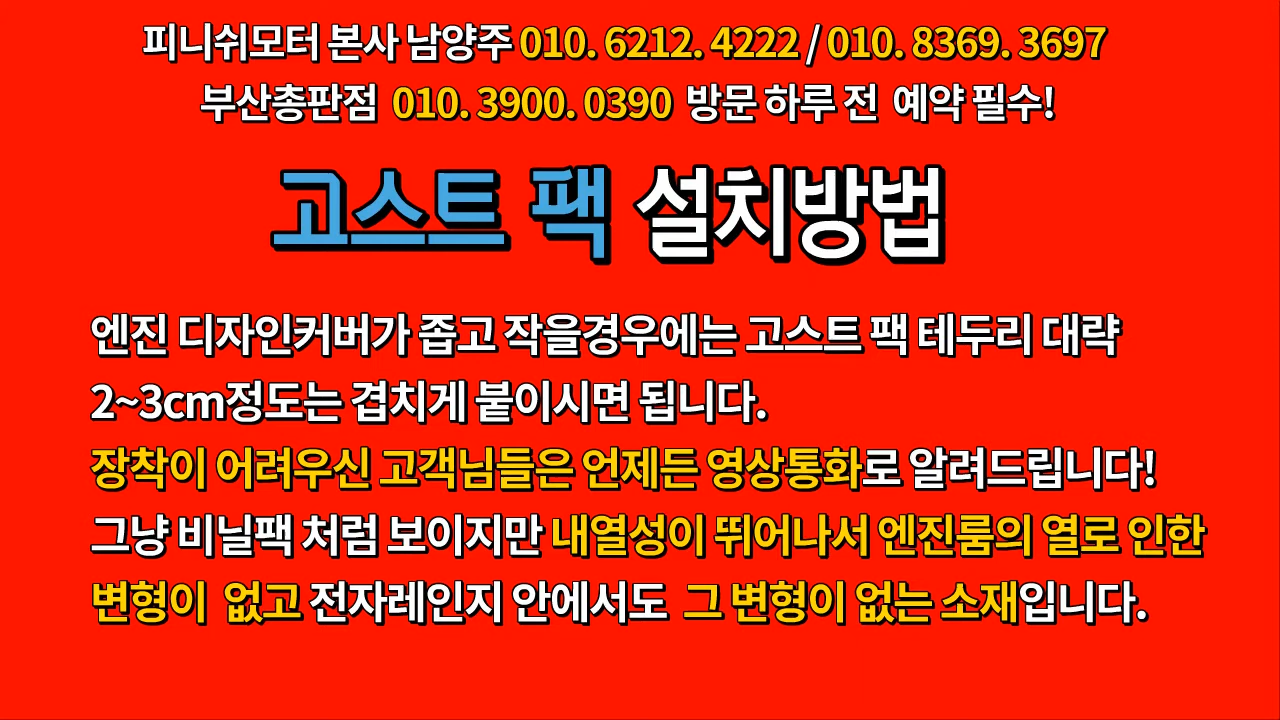 피니쉬모터 본사 남양주 010. 6212. 4222 / 010. 8369. 3697
부산총판점 010. 3900. 0390 방문 하루 전 예약 필수!
고스트 팩 설치방법
엔진 디자인커버가 좁고 작을경우에는 고스트 팩 테두리 대략
2~3cm정도는 겹치게 붙이시면 됩니다.
장착이 어려우신 고객님들은 언제든 영상통화로 알려드립니다!
그냥 비닐팩 처럼 보이지만 내열성이 뛰어나서 엔진룸의 열로 인한
변형이 없고 전자레인지 안에서도 그 변형이 없는 소재입니다.